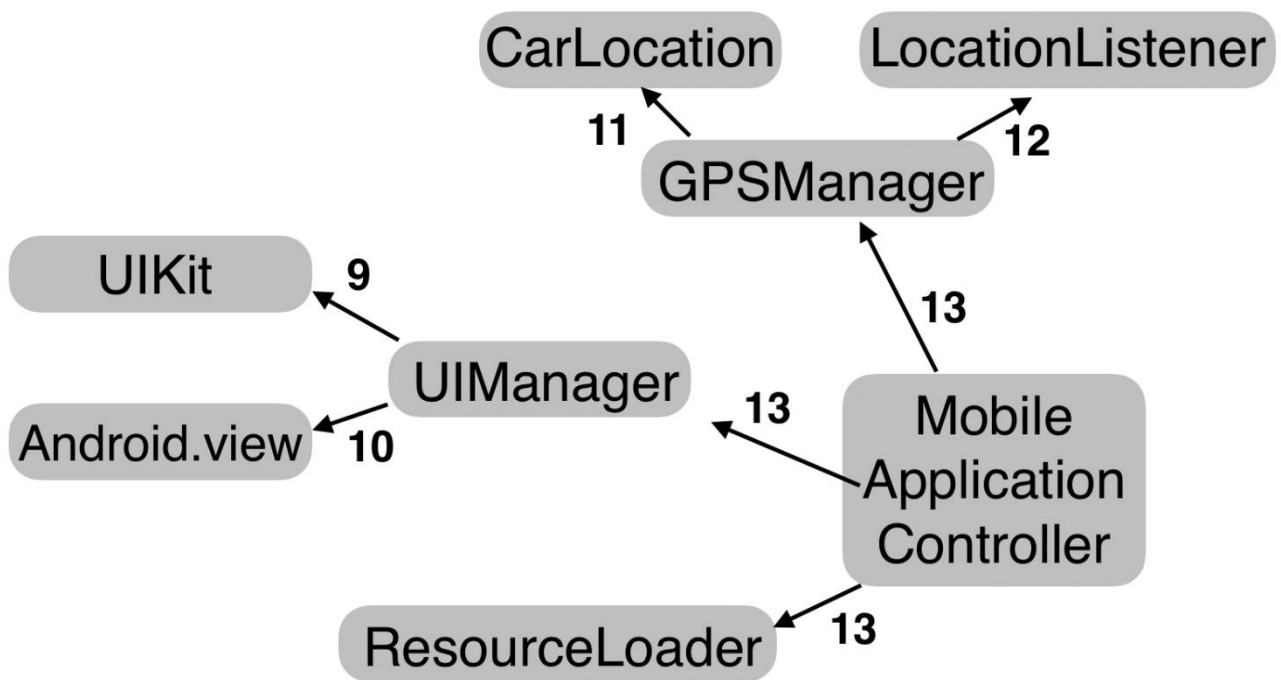 CarLocation
LocationListener
11
12
GPSManager
UIKit
9
13
UIManager
13
Mobile
Application
Controller
Android.view
10
ResourceLoader
13